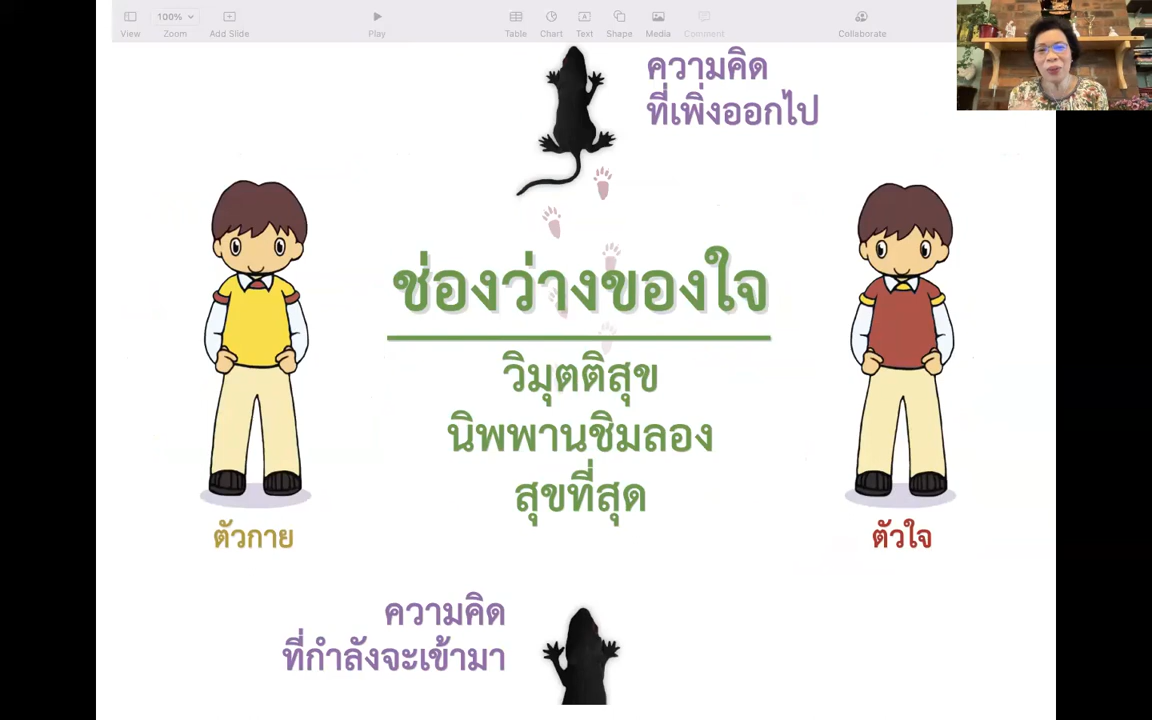 100%
View
Zoom
Add Slide
Play
Table
Chart
Text
Shape
Media
Comment
Collaborate
ความคิด
ที่เพิ่งออกไป
ช่องว่างของใจ
วิมุตติสุข
นิพพานชิมลอง
สุขที่สุด
ตัวกาย
ตัวใจ
ความคิด
ที่กำลังจะเข้ามา